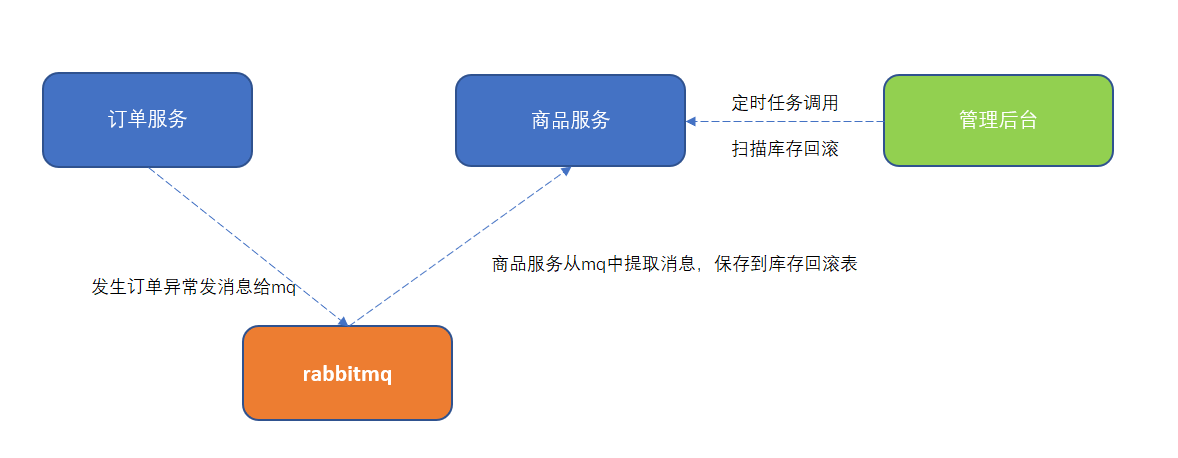 订单服务
商品服务
定时任务调用
扫描库存回滚
管理后台
发生订单异常发消息给mq
商品服务从mq中提取消息，保存到库存回滚表
rabbitmq